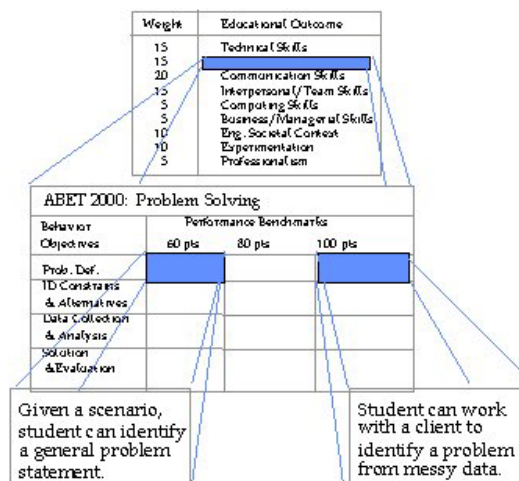 Weight Educational Outcome
15 Technical Skills
15
20 Communication Skills
15 Interpersonal/Team Skills
5 Computing Skills
5 Business/Managerial Skills
10 Eng. Societal Context
10 Experimentation
5 Professionalism
ABET 2000: Problem Solving
Behavior Performance Benchmarks
Objectives 60 pts 80 pts 100 pts
Prob. Def.
ID Constrains
& Alternatives
Data Collection
& Analysis
Solution
& Evaluation
Given a scenario,
student can identify
a general problem
statement.
Student can work
with a client to
identify a problem
from messy data.